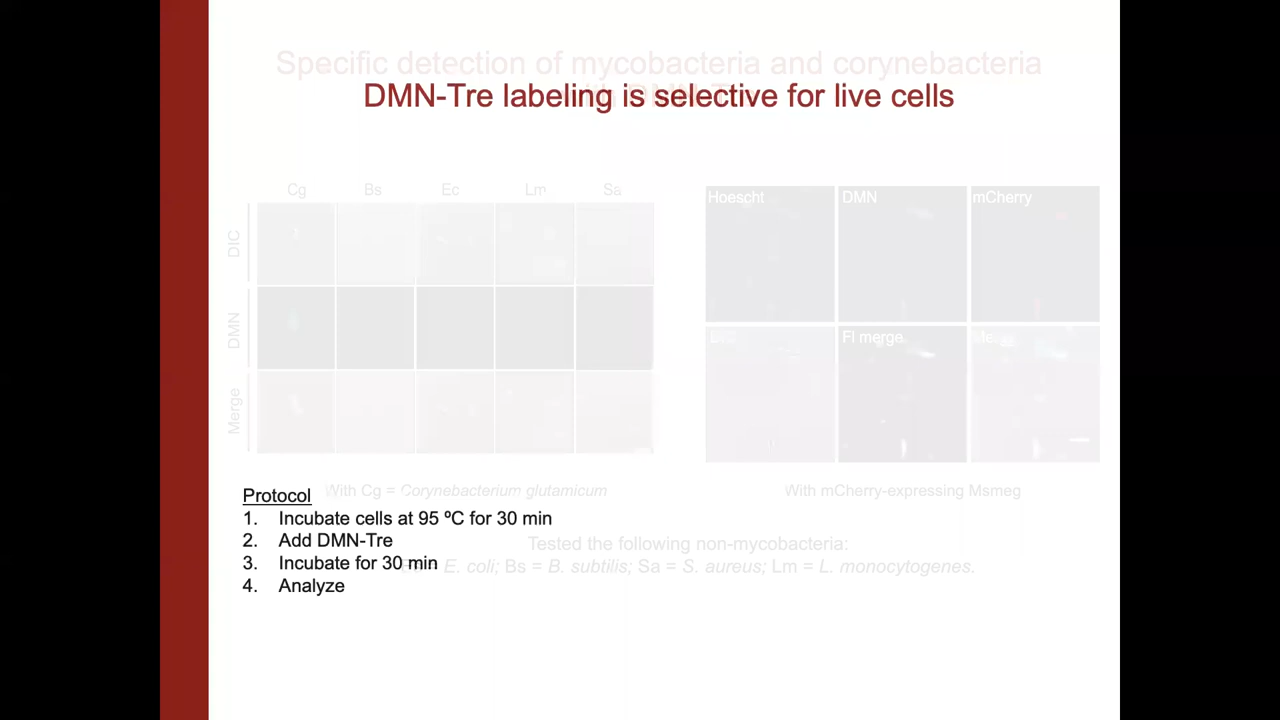 Specific detection of mycobacteria and corynebacteria
DMN-Tre labeling is selective for live cells
Cg Bs Ec Lm Sa
DIC
DMN
Merge
Hoescht DMN mCherry
Fl merge
With Cg = Corynebacterium glutamicum
With mCherry-expressing Msmeg
Protocol
1. Incubate cells at 95 ºC for 30 min
2. Add DMN-Tre
3. Incubate for 30 min
4. Analyze
Tested the following non-mycobacteria:
E. coli; Bs = B. subtilis; Sa = S. aureus; Lm = L. monocytogenes.